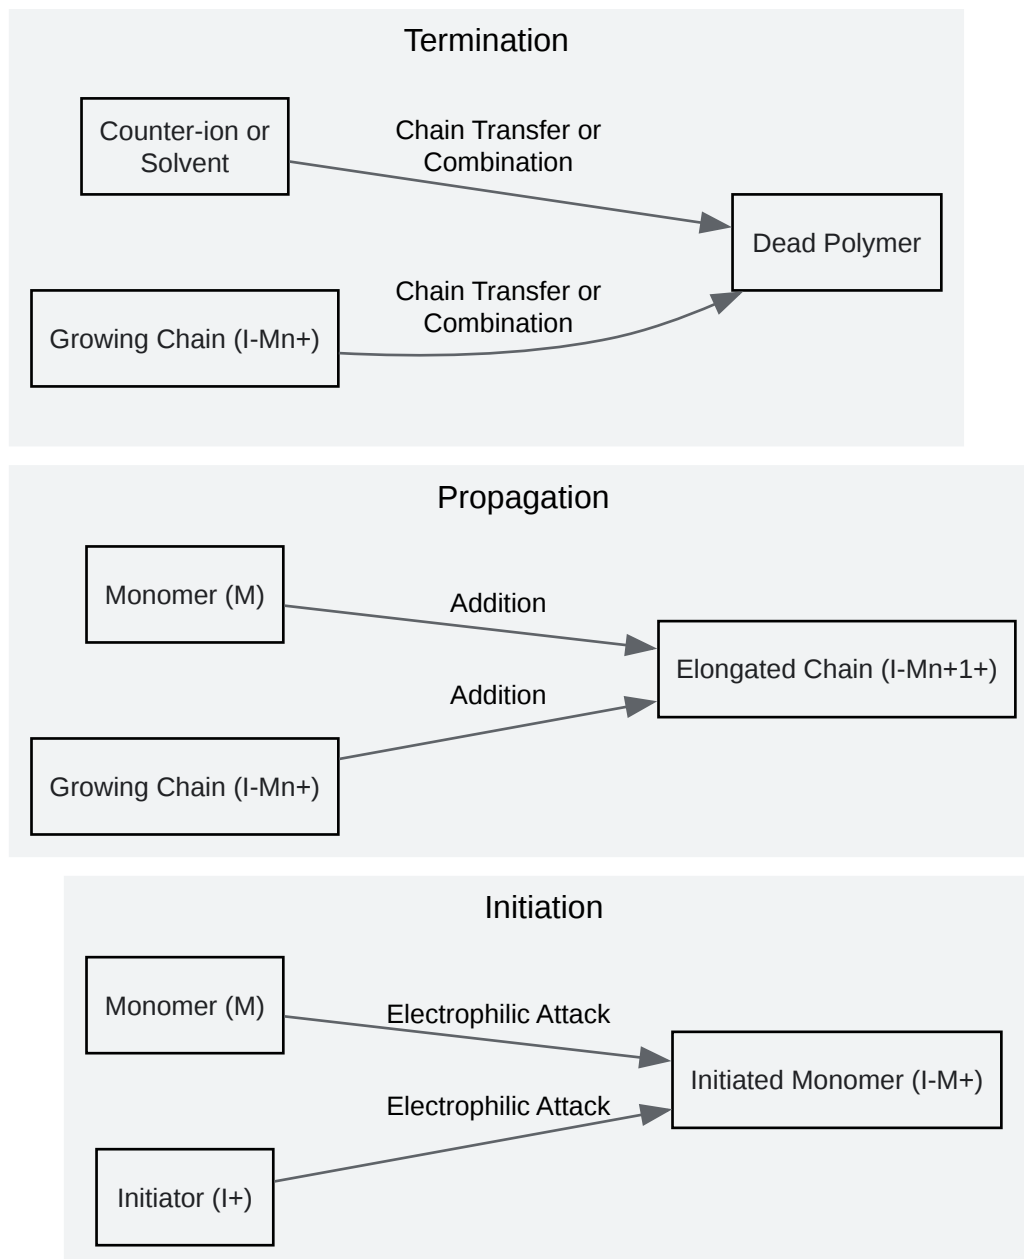 Termination
Counter-ion or
Solvent
Chain Transfer or
Combination
Dead Polymer
Chain Transfer or
Combination
Growing Chain (I-Mn+)
Propagation
Monomer (M)
Addition
Elongated Chain (I-Mn+1+)
Addition
Growing Chain (I-Mn+)
Initiation
Monomer (M)
Electrophilic Attack
Initiated Monomer (I-M+)
Electrophilic Attack
Initiator (I+)